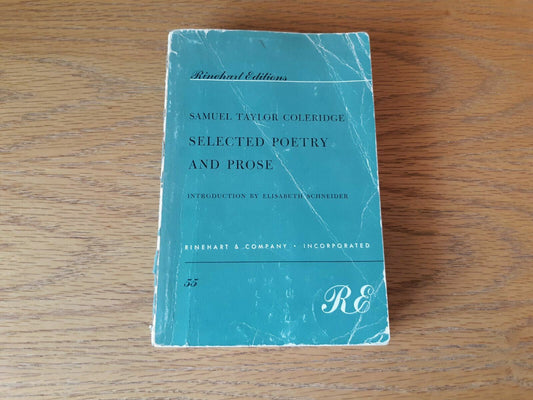 Rinehart Editions
SAMUEL TAYLOR COLERIDGE
SELECTED POETRY
AND PROSE
INTRODUCTION BY ELISABETH SCHNEIDER
RINEHART & COMPANY • INCORPORATED
55
RE